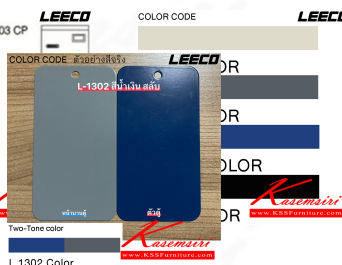 LEECO
COLOR CODE
LEECO
03 CP
COLOR CODE ตัวอย่างสีจริง LEECO
L-1302 สีน้ำเงิน สลับ
OR
OR
OLOR
OR
หน้าบานตู้
ตัวตู้
Kasemsiri
www.KSSFurniture.com
Two-Tone color
Kasemsiri
www.KSSFurniture.com
L 1302 Color